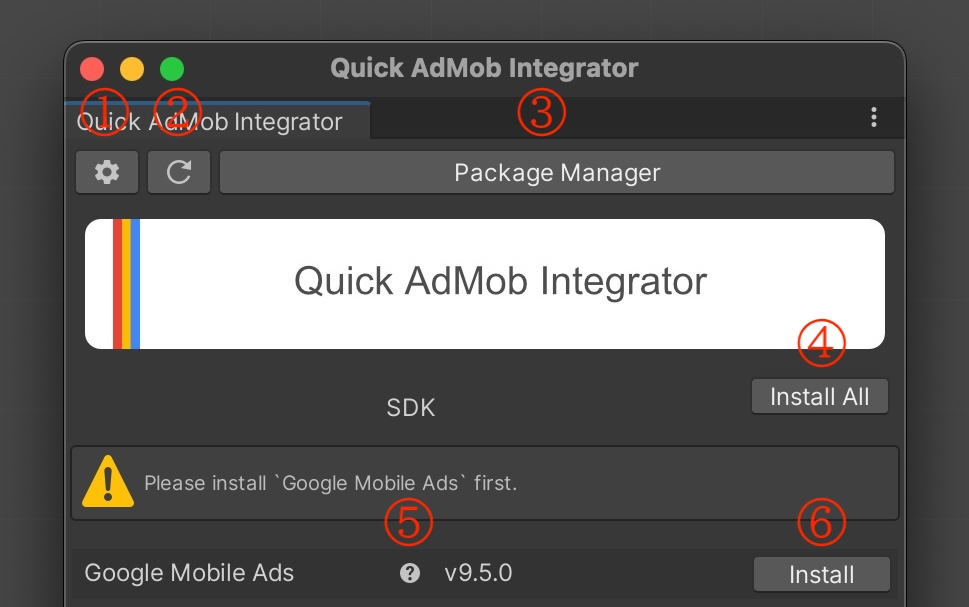 Quick AdMob Integrator
① ② ③
Quick AdMob Integrator
Package Manager
Quick AdMob Integrator
④
SDK
Install All
Please install `Google Mobile Ads` first.
⑤ ⑥
Google Mobile Ads ? v9.5.0 Install